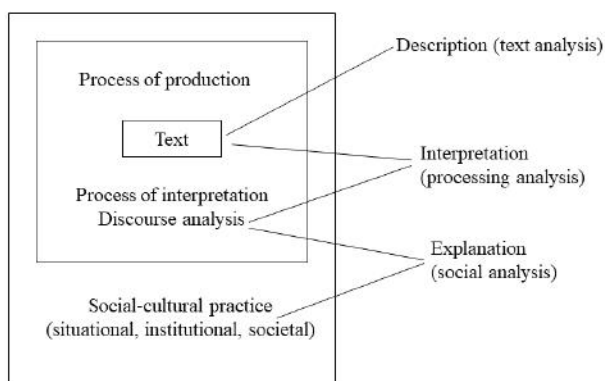 Description (text analysis)
Process of production
Text
Interpretation
(processing analysis)
Process of interpretation
Discourse analysis
Explanation
(social analysis)
Social-cultural practice
(situational, institutional, societal)